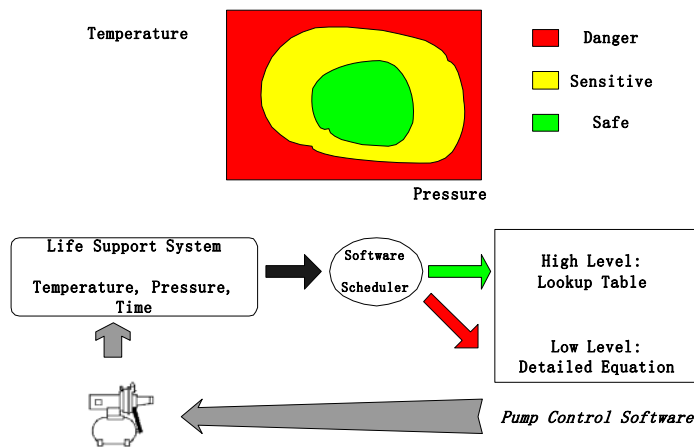 Temperature
Danger
Sensitive
Safe
Pressure
Life Support System
Temperature, Pressure,
Time
Software
Scheduler
High Level:
Lookup Table
Low Level:
Detailed Equation
Pump Control Software